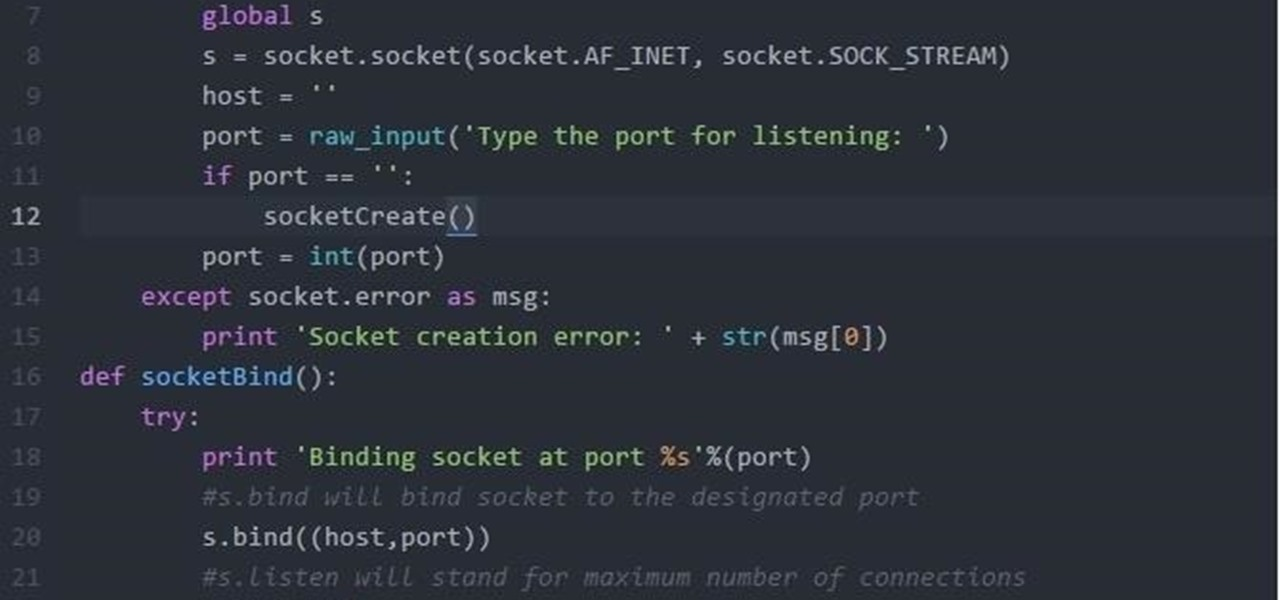 7 global s
8 s = socket.socket(socket.AF_INET, socket.SOCK_STREAM)
9 host = ''
10 port = raw_input('Type the port for listening: ')
11 if port == '':
12 socketCreate()
13 port = int(port)
14 except socket.error as msg:
15 print 'Socket creation error: ' + str(msg[0])
16 def socketBind():
17 try:
18 print 'Binding socket at port %s'%(port)
19 #s.bind will bind socket to the designated port
20 s.bind((host,port))
21 #s.listen will stand for maximum number of connections